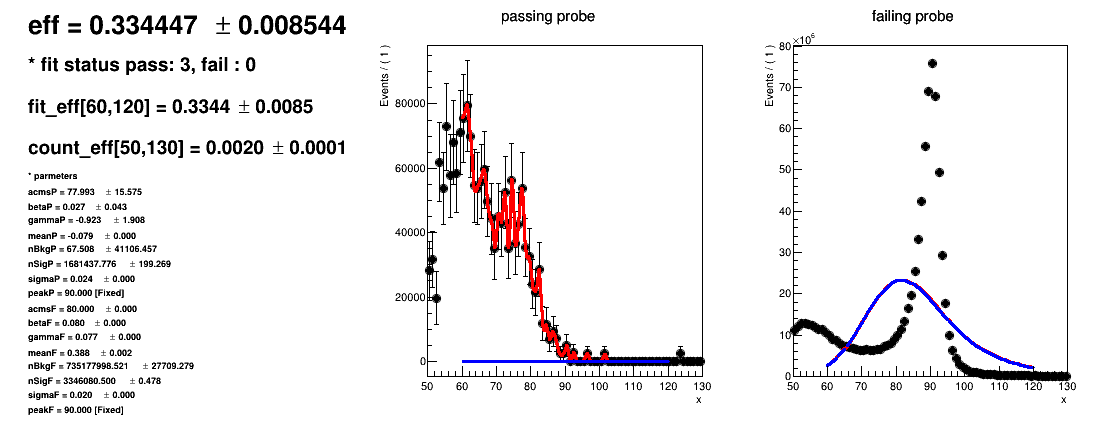 eff = 0.334447 ± 0.008544
* fit status pass: 3, fail : 0
fit_eff[60,120] = 0.3344 ± 0.0085
count_eff[50,130] = 0.0020 ± 0.0001
* parmeters
acmsP = 77.993 ± 15.575
betaP = 0.027 ± 0.043
gammaP = -0.923 ± 1.908
meanP = -0.079 ± 0.000
nBkgP = 67.508 ± 41106.457
nSigP = 1681437.776 ± 199.269
sigmaP = 0.024 ± 0.000
peakP = 90.000 [Fixed]
acmsF = 80.000 ± 0.000
betaF = 0.080 ± 0.000
gammaF = 0.077 ± 0.000
meanF = 0.388 ± 0.002
nBkgF = 735177998.521 ± 27709.279
nSigF = 3346080.500 ± 0.478
sigmaF = 0.020 ± 0.000
peakF = 90.000 [Fixed]
passing probe
Events / ( 1 )
80000
60000
40000
20000
0
50 60 70 80 90 100 110 120 130
x
failing probe
×10⁶
Events / ( 1 )
80
70
60
50
40
30
20
10
0
50 60 70 80 90 100 110 120 130
x